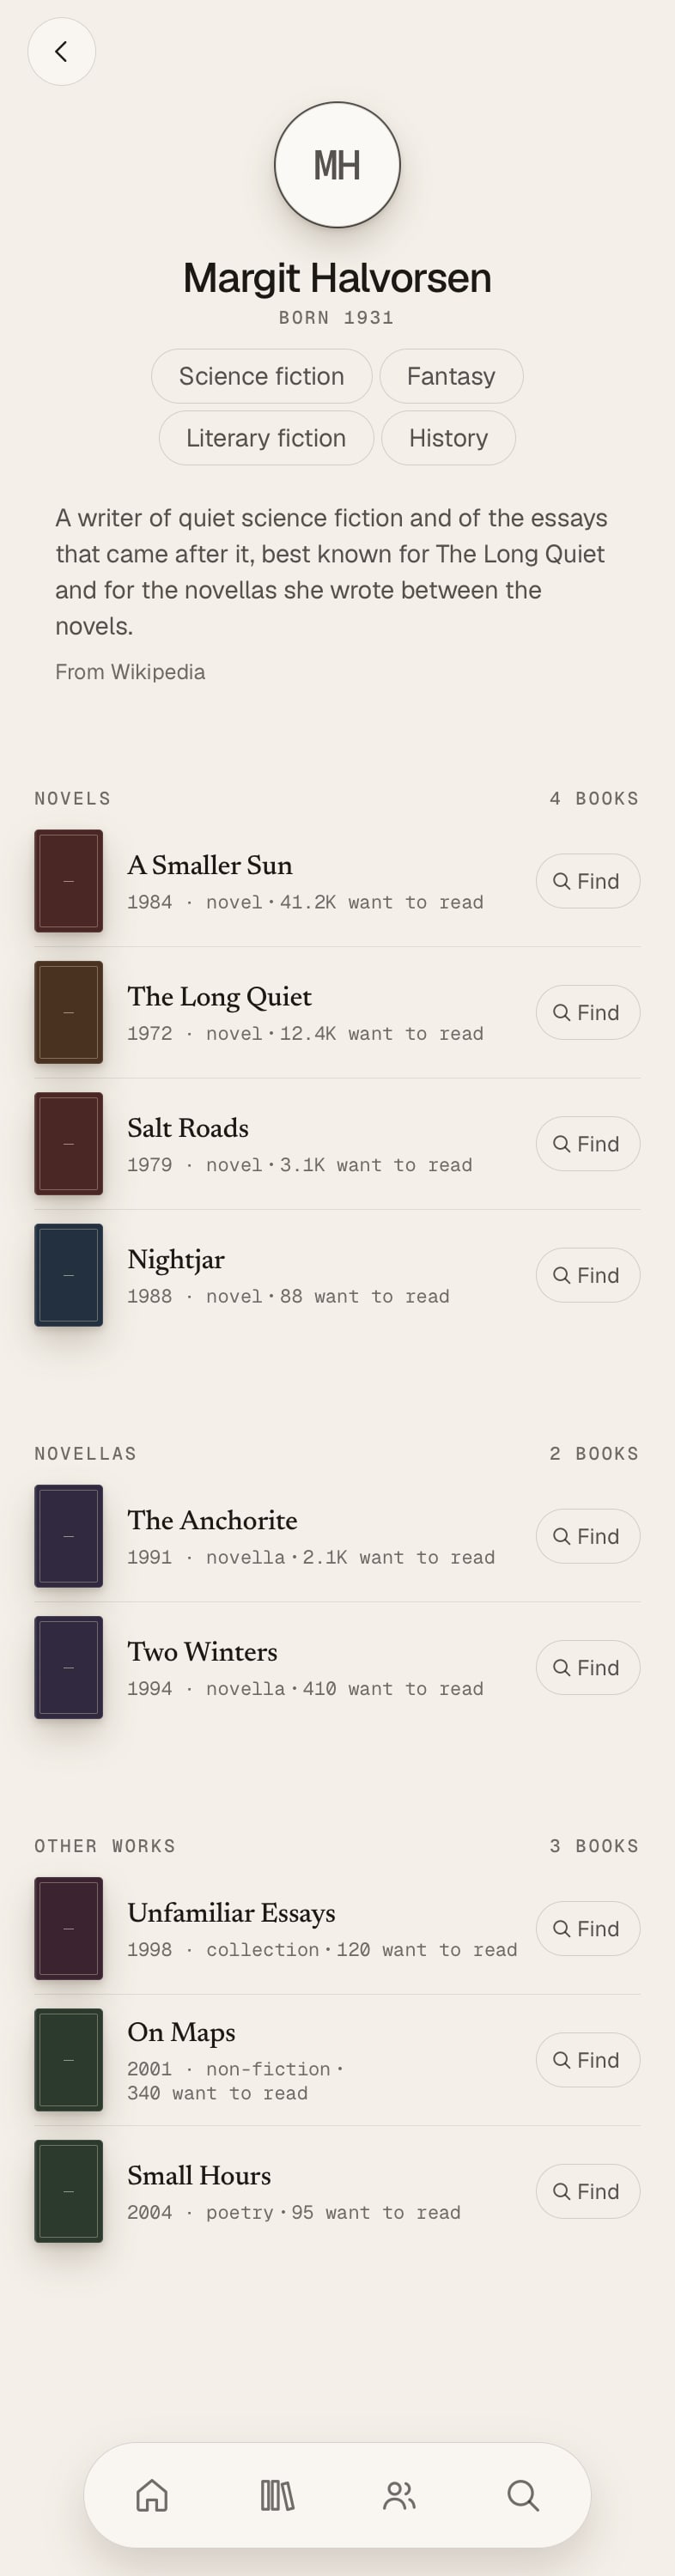 MH
Margit Halvorsen
BORN 1931
Science fiction
Fantasy
Literary fiction
History
A writer of quiet science fiction and of the essays
that came after it, best known for The Long Quiet
and for the novellas she wrote between the
novels.
From Wikipedia
NOVELS
4 BOOKS
A Smaller Sun
1984 · novel · 41.2K want to read
Find
The Long Quiet
1972 · novel · 12.4K want to read
Find
Salt Roads
1979 · novel · 3.1K want to read
Find
Nightjar
1988 · novel · 88 want to read
Find
NOVELLAS
2 BOOKS
The Anchorite
1991 · novella · 2.1K want to read
Find
Two Winters
1994 · novella · 410 want to read
Find
OTHER WORKS
3 BOOKS
Unfamiliar Essays
1998 · collection · 120 want to read
Find
On Maps
2001 · non-fiction ·
340 want to read
Find
Small Hours
2004 · poetry · 95 want to read
Find